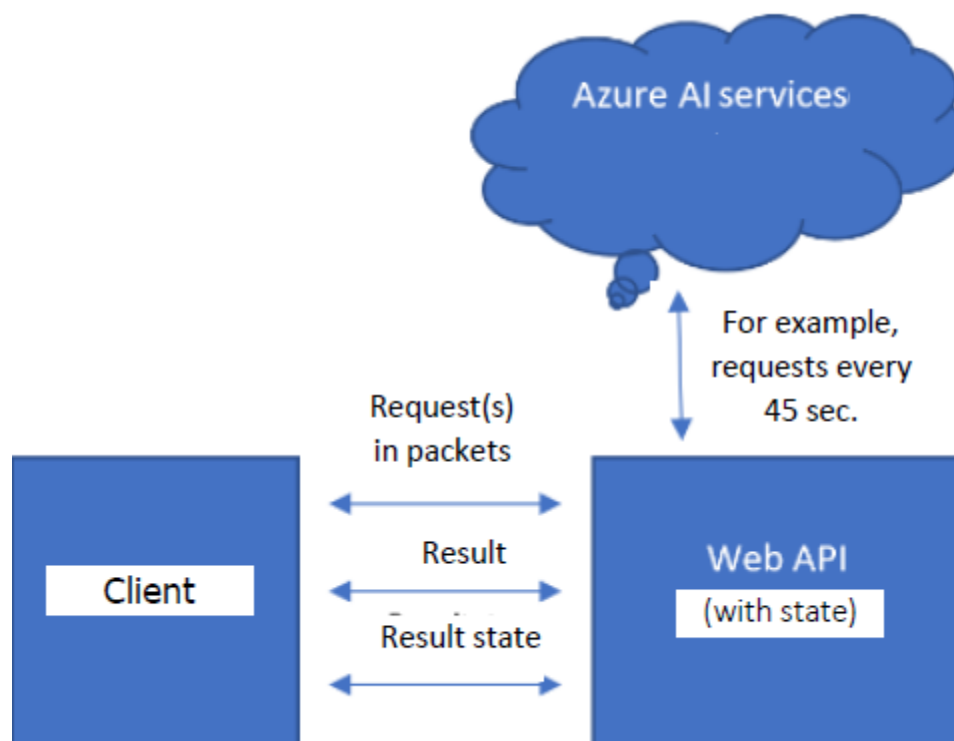 Azure AI services
For example,
requests every
45 sec.
Request(s)
in packets
Result
Result state
Client
Web API
(with state)